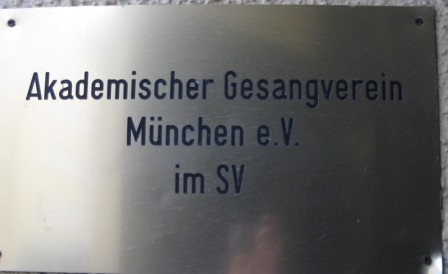 Akademischer Gesangverein
München e.V.
im SV